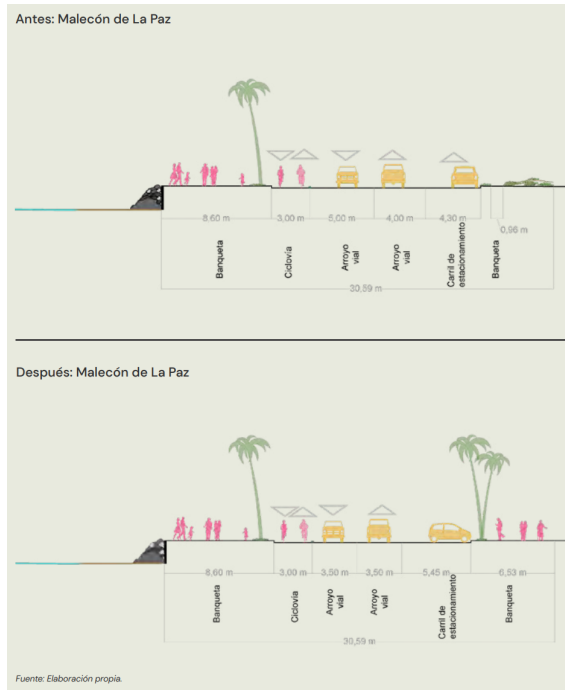 Antes: Malecón de La Paz
8,60 m
3,00 m
5,00 m
4,00 m
4,30 m
0,96 m
Banqueta
Ciclovía
Arroyo
vial
Arroyo
vial
Carril de
estacionamiento
Banqueta
30,59 m
Después: Malecón de La Paz
8,60 m
3,00 m
3,50 m
3,50 m
5,45 m
6,53 m
Banqueta
Ciclovía
Arroyo
vial
Arroyo
vial
Carril de
estacionamiento
Banqueta
30,59 m
Fuente: Elaboración propia.